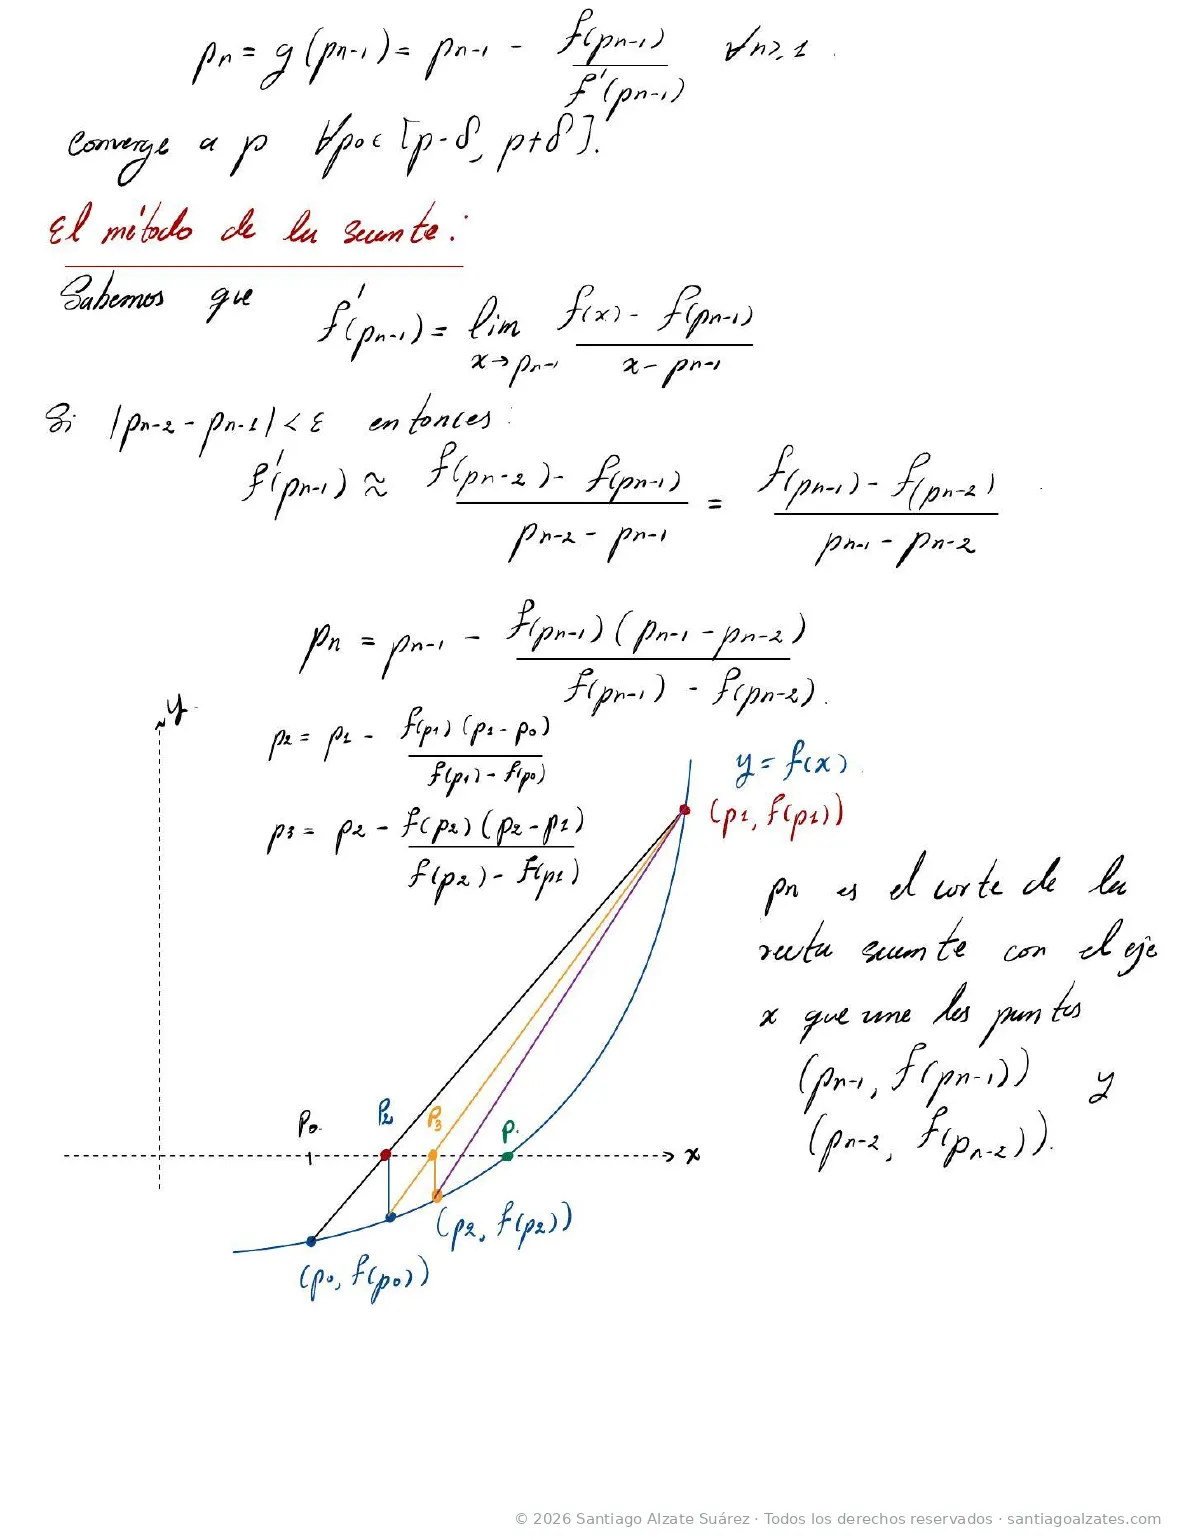 pn = g(pn-1) = pn-1 - f(pn-1) / f'(pn-1) ∀n≥1
converge a p ∀p0 ∈ [p-δ, p+δ].
El método de la secante:
Sabemos que f'(pn-1) = lim x→pn-1 f(x) - f(pn-1) / x - pn-1
Si |pn-2 - pn-1| < ε entonces:
f'(pn-1) ≈ f(pn-2) - f(pn-1) / pn-2 - pn-1 = f(pn-1) - f(pn-2) / pn-1 - pn-2
pn = pn-1 - f(pn-1)(pn-1 - pn-2) / f(pn-1) - f(pn-2).
y
p2 = p1 - f(p1)(p1 - p0) / f(p1) - f(p0)
y = f(x)
(p1, f(p1))
p3 = p2 - f(p2)(p2 - p1) / f(p2) - f(p1)
pn es el corte de la
recta secante con el eje
x que une los puntos
(pn-1, f(pn-1)) y
(pn-2, f(pn-2)).
P0 P2 P3 P
x
(p2, f(p2))
(p0, f(p0))
© 2026 Santiago Alzate Suárez · Todos los derechos reservados · santiagoalzates.com